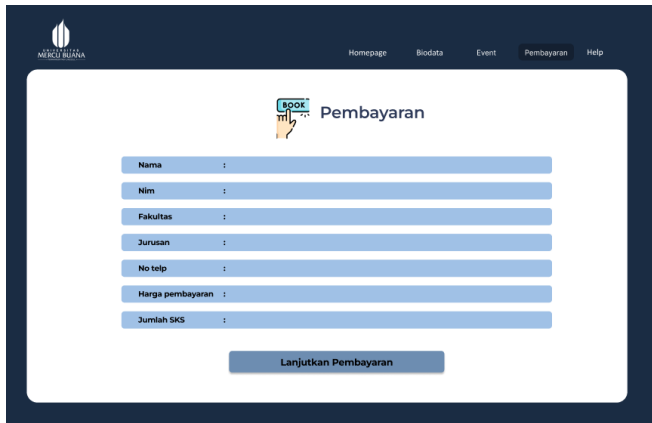 UNIVERSITAS
MERCU BUANA
Homepage Biodata Event Pembayaran Help
BOOK
Pembayaran
Nama :
Nim :
Fakultas :
Jurusan :
No telp :
Harga pembayaran :
Jumlah SKS :
Lanjutkan Pembayaran